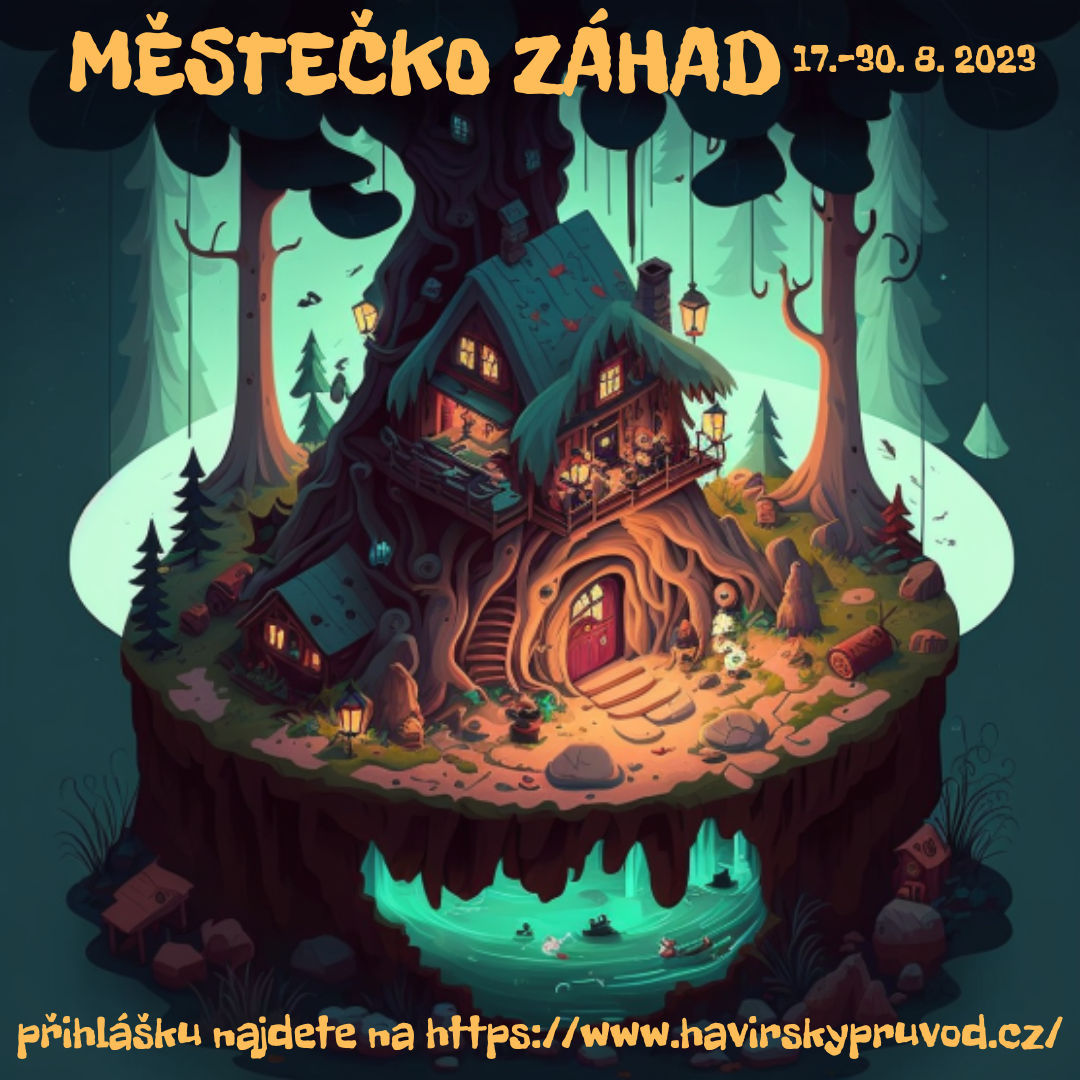 MĚSTEČKO ZÁHAD 17.-30. 8. 2023
přihlášku najdete na https://www.havirskypruvod.cz/